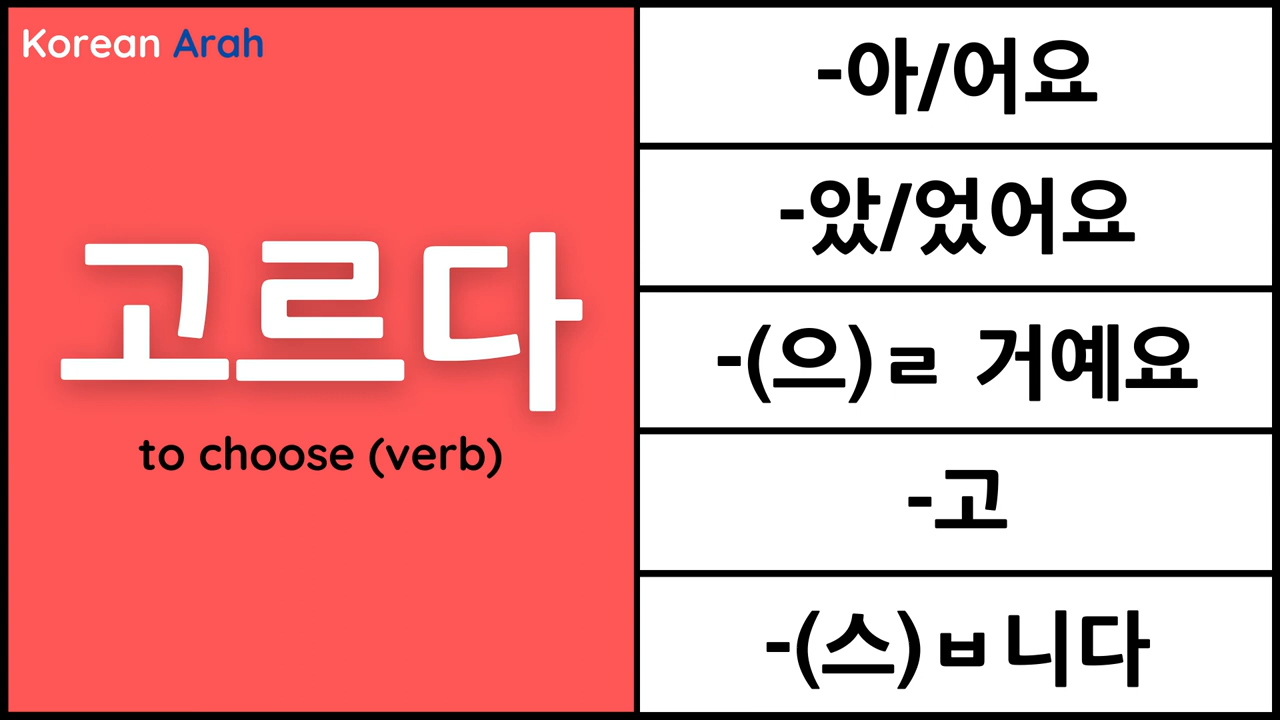 Korean Arah
고르다
to choose (verb)
-아/어요
-았/었어요
-(으)ㄹ 거예요
-고
-(스)ㅂ니다